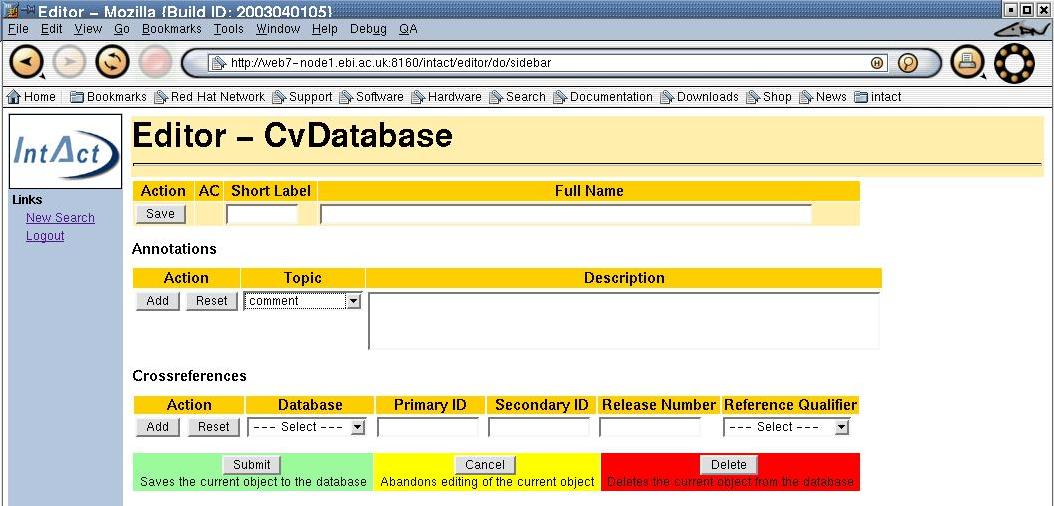 Editor – Mozilla {Build ID: 2003040105}
File Edit View Go Bookmarks Tools Window Help Debug QA
http://web7-node1.ebi.ac.uk:8160/intact/editor/do/sidebar
Home Bookmarks Red Hat Network Support Software Hardware Search Documentation Downloads Shop News intact
IntAct
Links
New Search
Logout
Editor – CvDatabase
Action AC Short Label Full Name
Save
Annotations
Action Topic Description
Add Reset comment
Crossreferences
Action Database Primary ID Secondary ID Release Number Reference Qualifier
Add Reset --- Select --- --- Select ---
Submit Cancel Delete
Saves the current object to the database Abandons editing of the current object Deletes the current object from the database